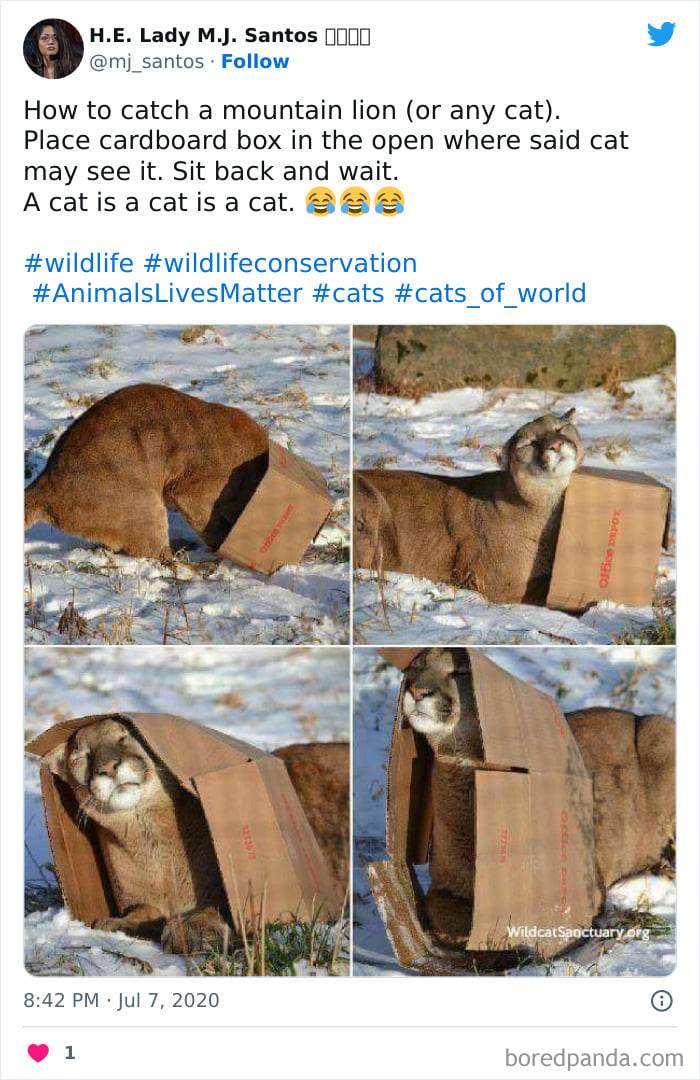 H.E. Lady M.J. Santos
@mj_santos · Follow
How to catch a mountain lion (or any cat).
Place cardboard box in the open where said cat
may see it. Sit back and wait.
A cat is a cat is a cat. 😂😂😂
#wildlife #wildlifeconservation
#AnimalsLivesMatter #cats #cats_of_world
Office DEPOT
Office DEPOT
WildcatSanctuary.org
8:42 PM · Jul 7, 2020
1
boredpanda.com